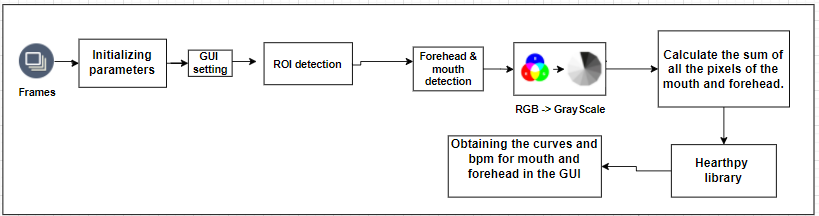 Frames
Initializing
parameters
GUI
setting
ROI detection
Forehead &
mouth
detection
RGB -> GrayScale
Calculate the sum of
all the pixels of the
mouth and forehead.
Hearthpy
library
Obtaining the curves and
bpm for mouth and
forehead in the GUI